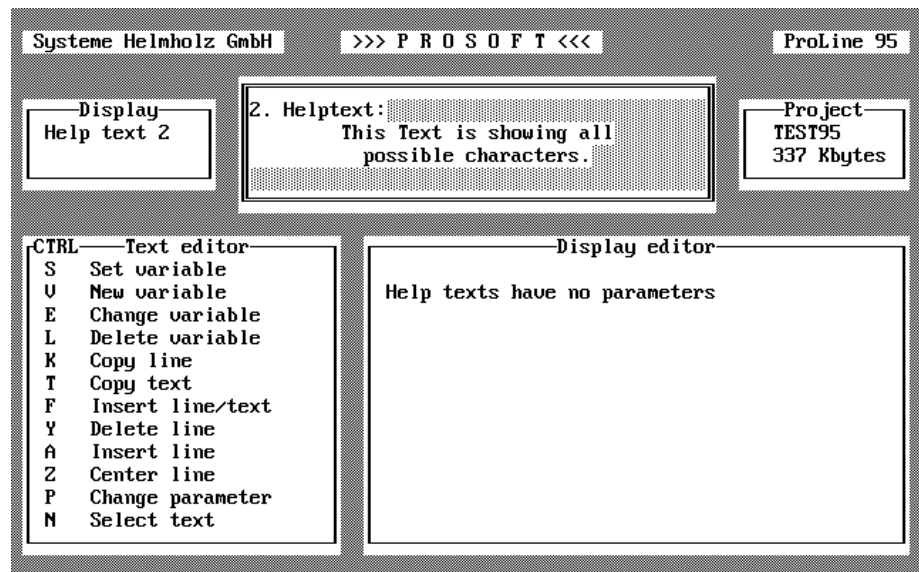 Systeme Helmholz GmbH
>>> P R O S O F T <<<
ProLine 95
Display
Help text 2
2. Helptext:
This Text is showing all
possible characters.
Project
TEST95
337 Kbytes
CTRL Text editor
S Set variable
V New variable
E Change variable
L Delete variable
K Copy line
T Copy text
F Insert line/text
Y Delete line
A Insert line
Z Center line
P Change parameter
N Select text
Display editor
Help texts have no parameters